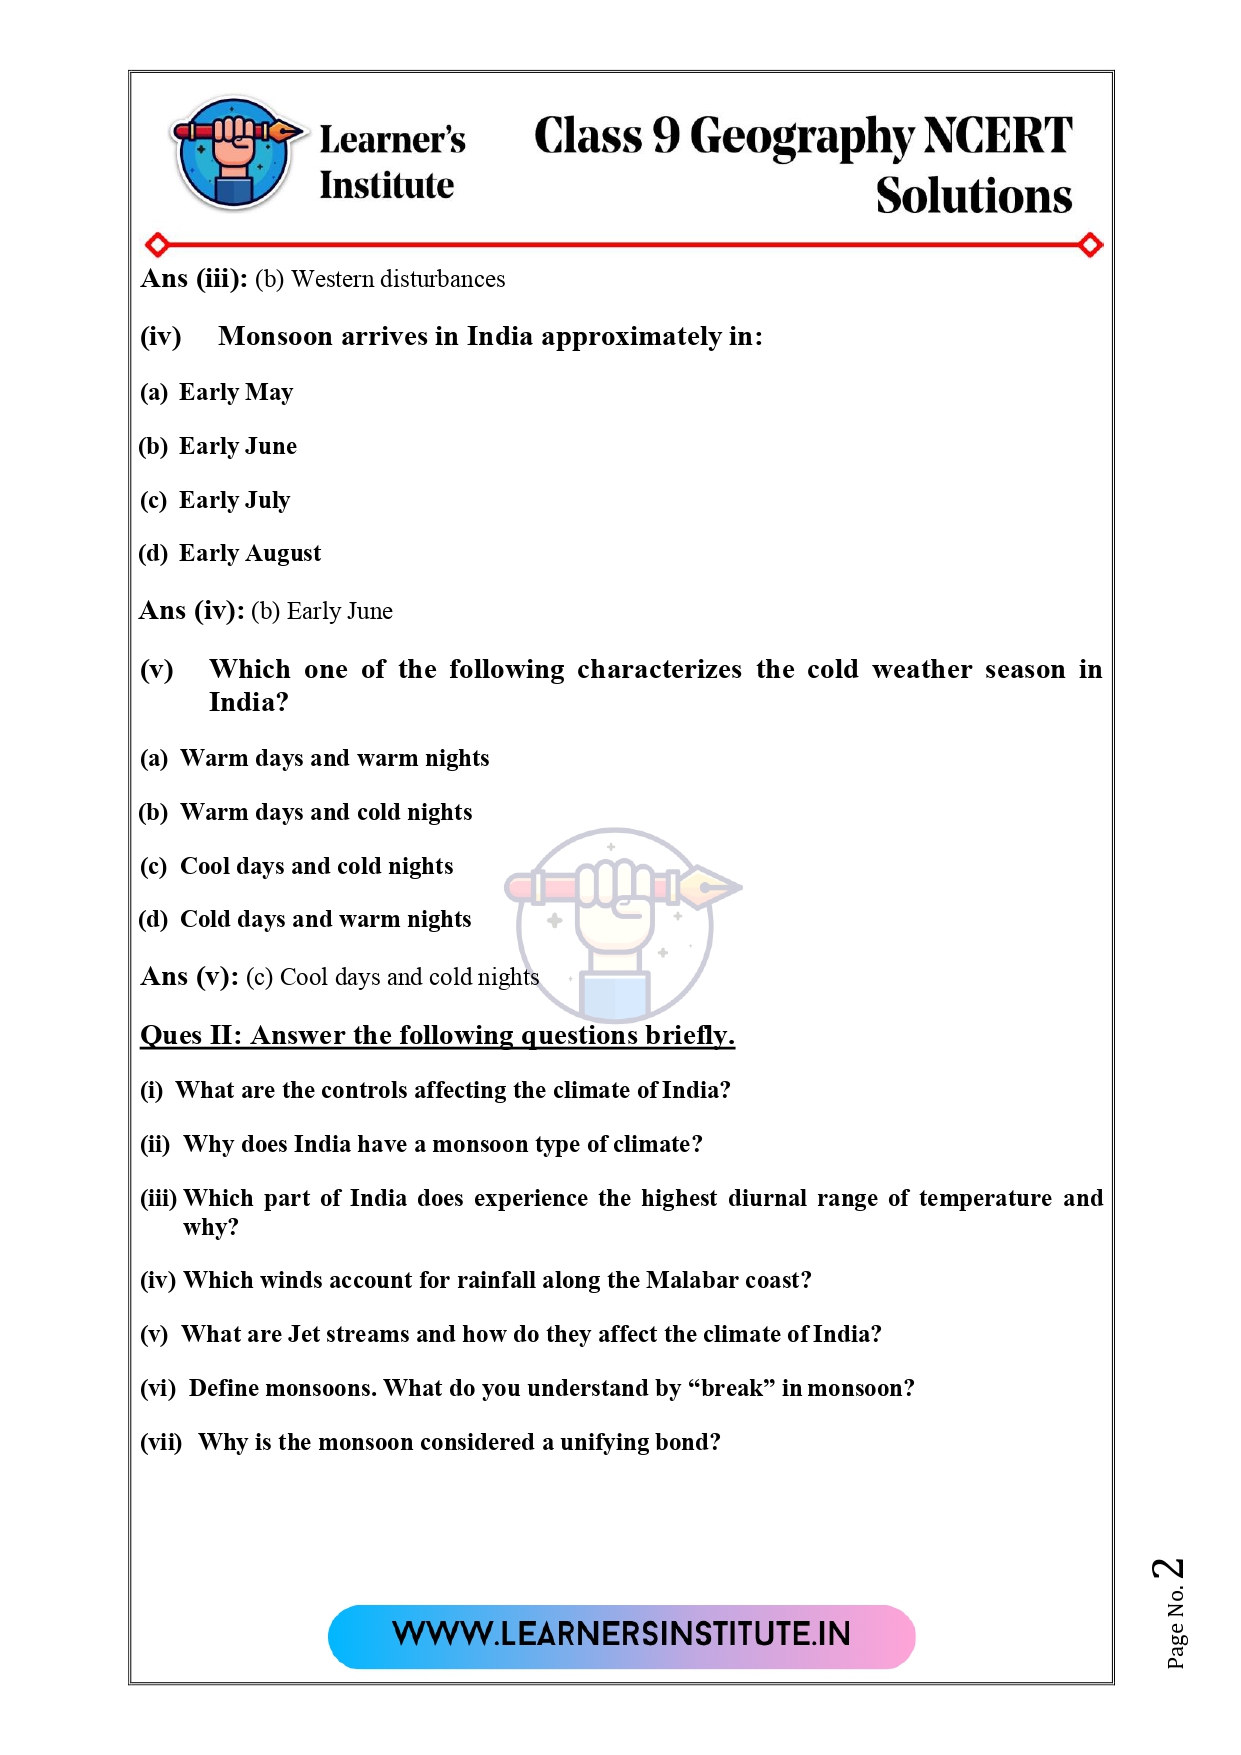 Learner's
Institute
Class 9 Geography NCERT
Solutions
Ans (iii): (b) Western disturbances
(iv) Monsoon arrives in India approximately in:
(a) Early May
(b) Early June
(c) Early July
(d) Early August
Ans (iv): (b) Early June
(v) Which one of the following characterizes the cold weather season in
India?
(a) Warm days and warm nights
(b) Warm days and cold nights
(c) Cool days and cold nights
(d) Cold days and warm nights
Ans (v): (c) Cool days and cold nights
Ques II: Answer the following questions briefly.
(i) What are the controls affecting the climate of India?
(ii) Why does India have a monsoon type of climate?
(iii) Which part of India does experience the highest diurnal range of temperature and
why?
(iv) Which winds account for rainfall along the Malabar coast?
(v) What are Jet streams and how do they affect the climate of India?
(vi) Define monsoons. What do you understand by “break” in monsoon?
(vii) Why is the monsoon considered a unifying bond?
WWW.LEARNERSINSTITUTE.IN
Page No. 2